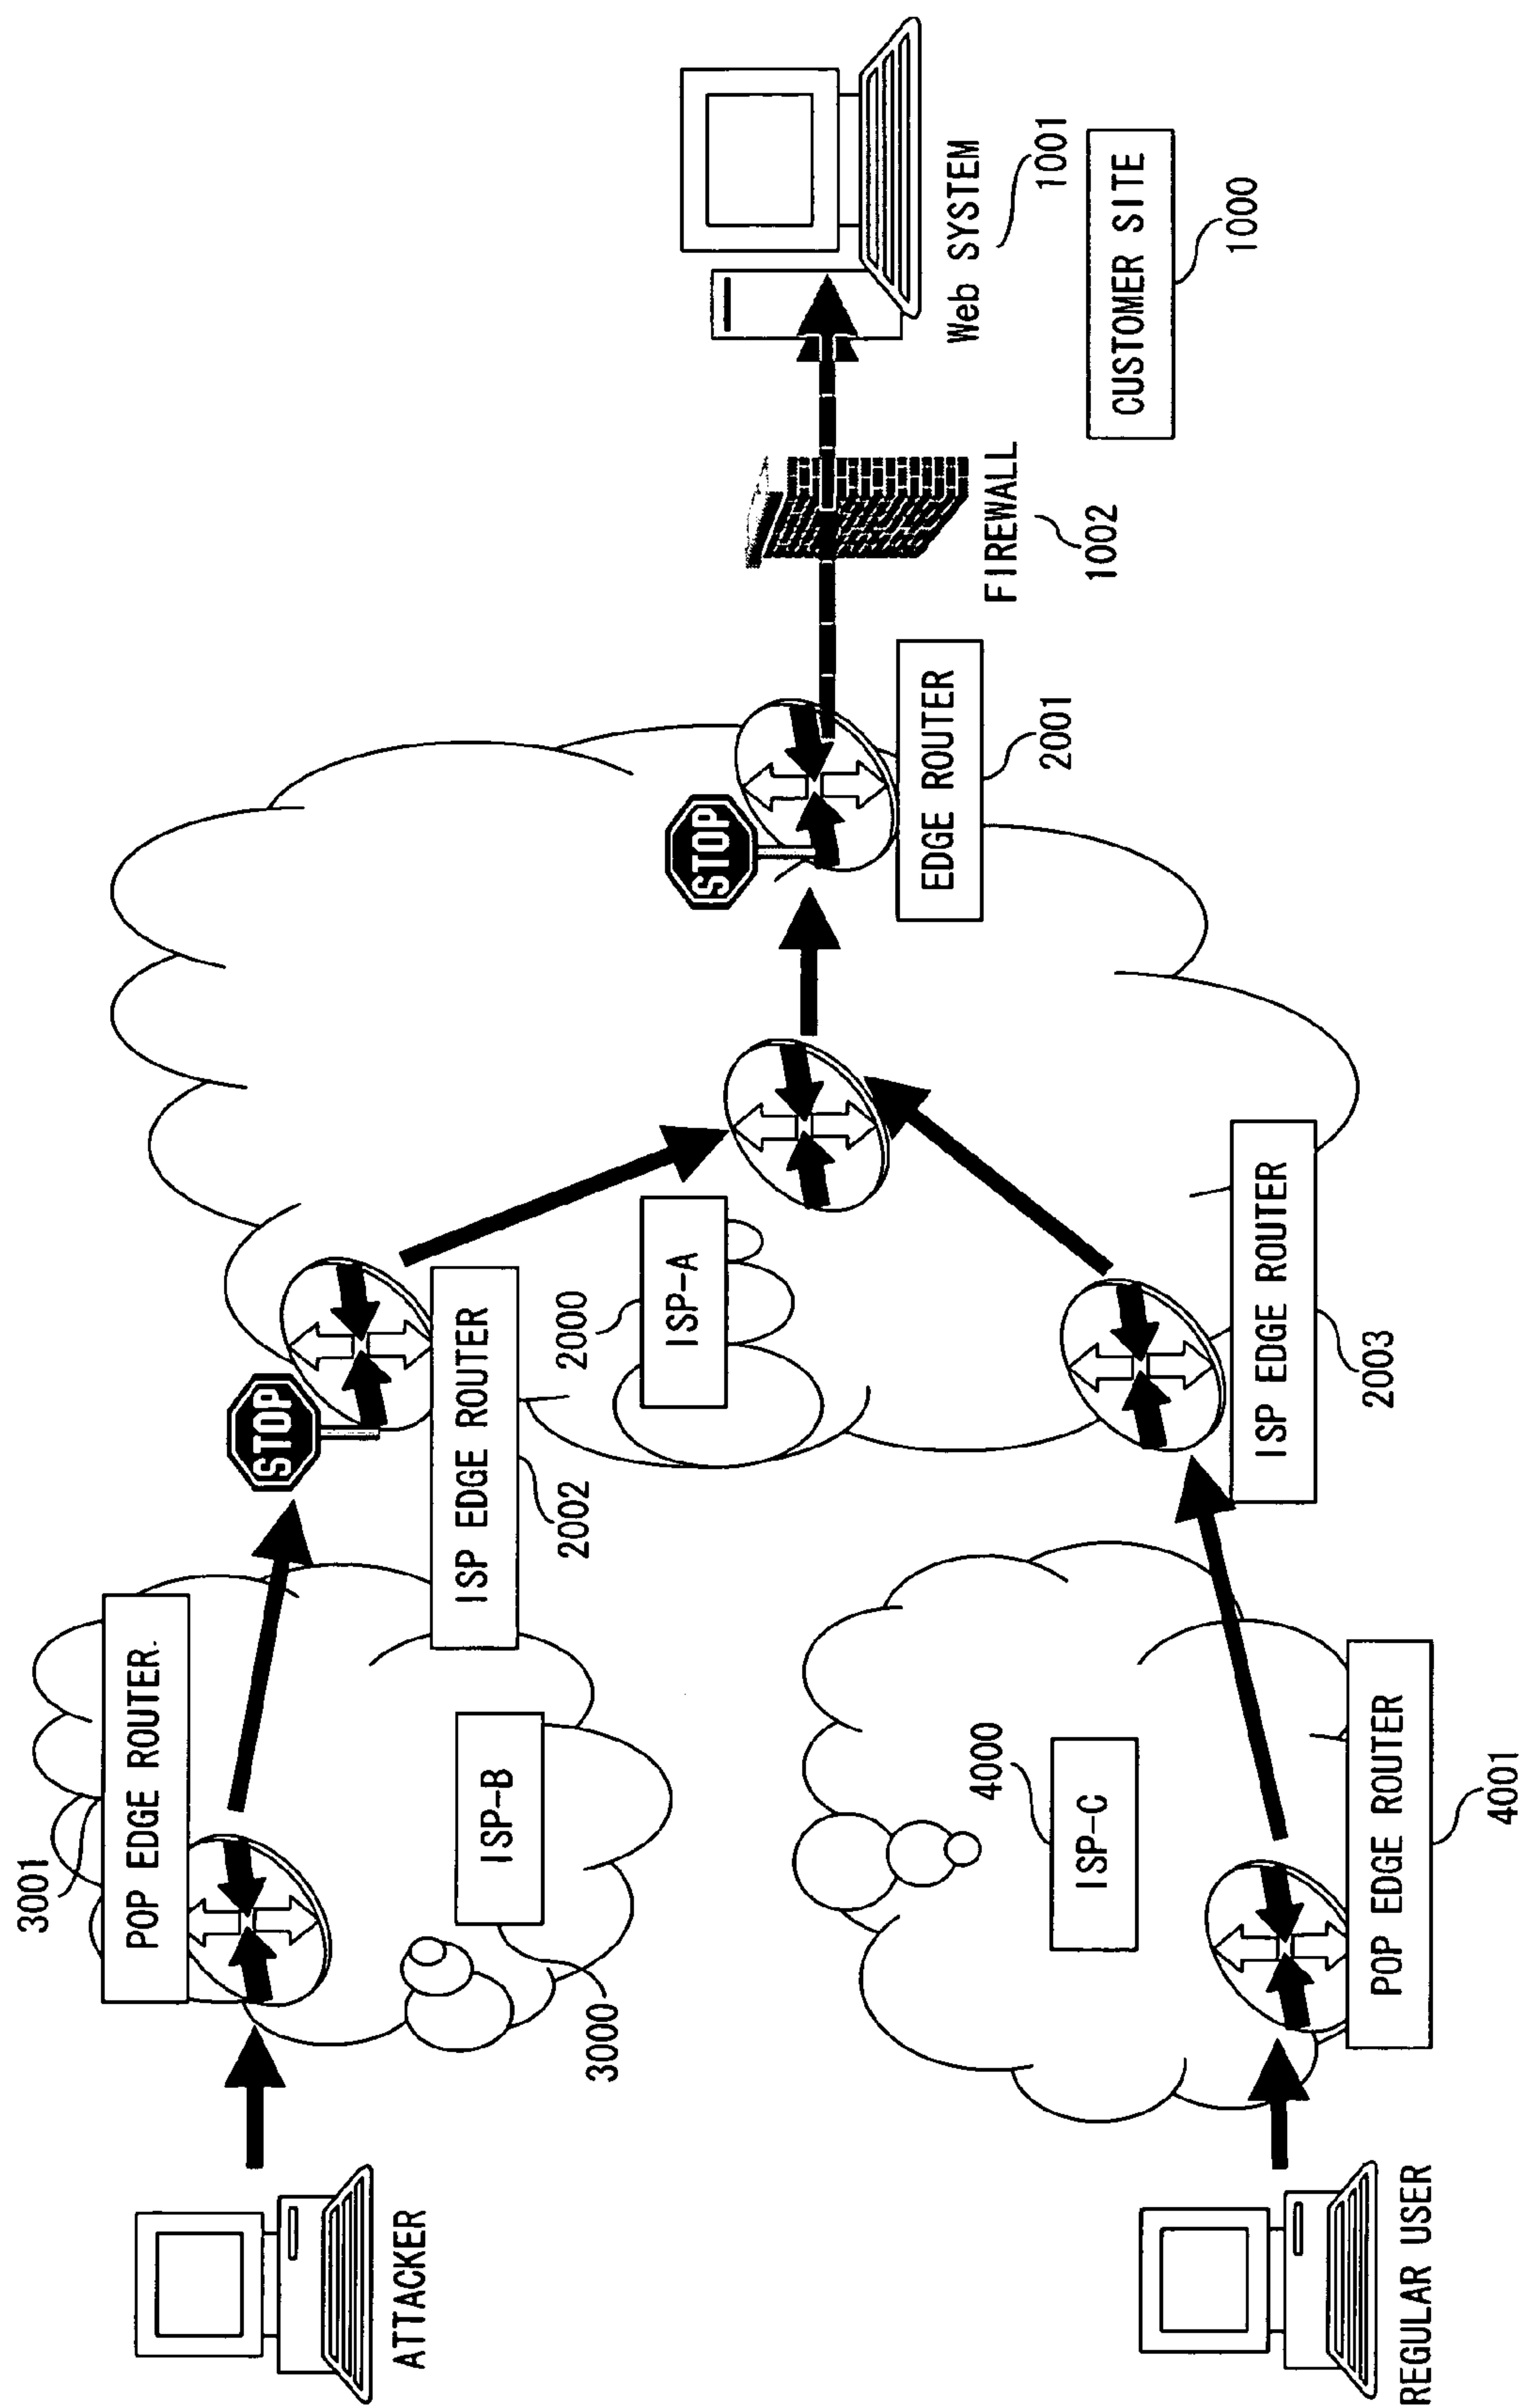 3001
POP EDGE ROUTER.
ATTACKER
ISP-B
3000
STOP
ISP EDGE ROUTER
2002
2000
ISP-A
STOP
EDGE ROUTER
2001
FIREWALL
1002
Web SYSTEM
1001
CUSTOMER SITE
1000
4000
ISP-C
ISP EDGE ROUTER
2003
POP EDGE ROUTER
4001
REGULAR USER